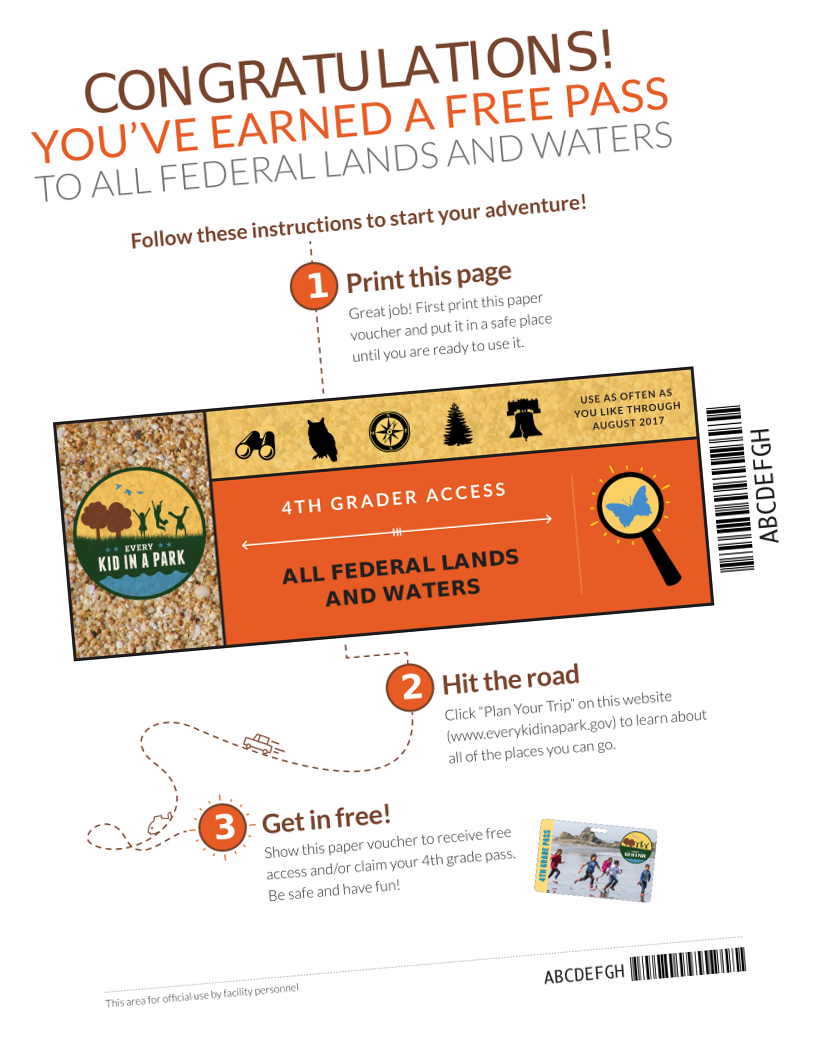 CONGRATULATIONS!
YOU'VE EARNED A FREE PASS
TO ALL FEDERAL LANDS AND WATERS
Follow these instructions to start your adventure!
1 Print this page
Great job! First print this paper
voucher and put it in a safe place
until you are ready to use it.
USE AS OFTEN AS
YOU LIKE THROUGH
AUGUST 2017
EVERY
KID IN A PARK
4TH GRADER ACCESS
ALL FEDERAL LANDS
AND WATERS
ABCDEFGH
2 Hit the road
Click “Plan Your Trip” on this website
(www.everykidinapark.gov) to learn about
all of the places you can go.
3 Get in free!
Show this paper voucher to receive free
access and/or claim your 4th grade pass.
Be safe and have fun!
4TH GRADE PASS
KID IN A PARK
This area for official use by facility personnel
ABCDEFGH